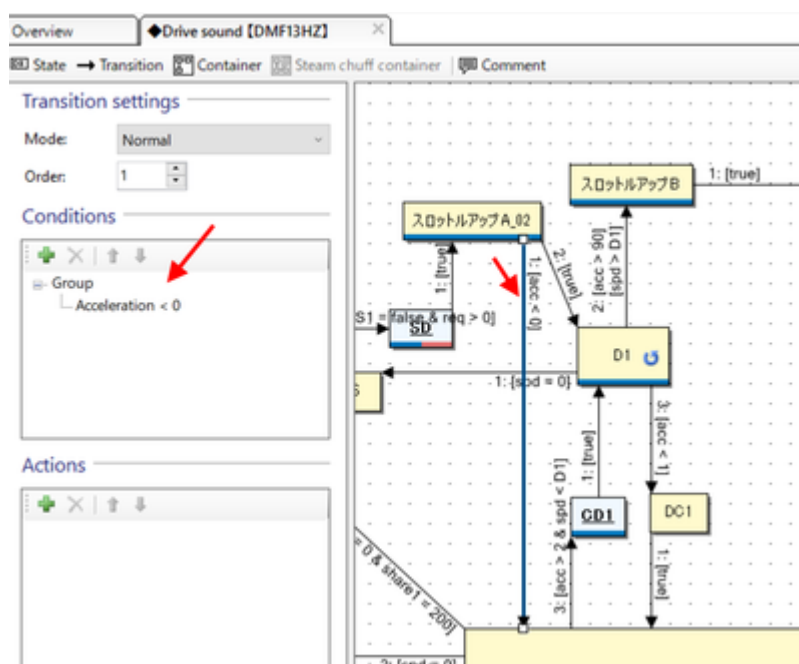 Overview
◆Drive sound【DMF13HZ】
State
Transition
Container
Steam chuff container
Comment
Transition settings
Mode:
Normal
Order:
1
Conditions
Group
Acceleration < 0
Actions
スロットルアップB
1: [true]
スロットルアップA_02
1: [true]
1: [acc < 0]
2: [true]
2: [acc > 90]
[spd > D1]
S1 = false & req > 0]
SD
D1
S
1: [spd = 0]
1: [true]
3: [acc < 1]
3: [acc > 2 & spd < D1]
CD1
DC1
1: [true]
= 0 & share1 = 200]
2: [spd = 0]